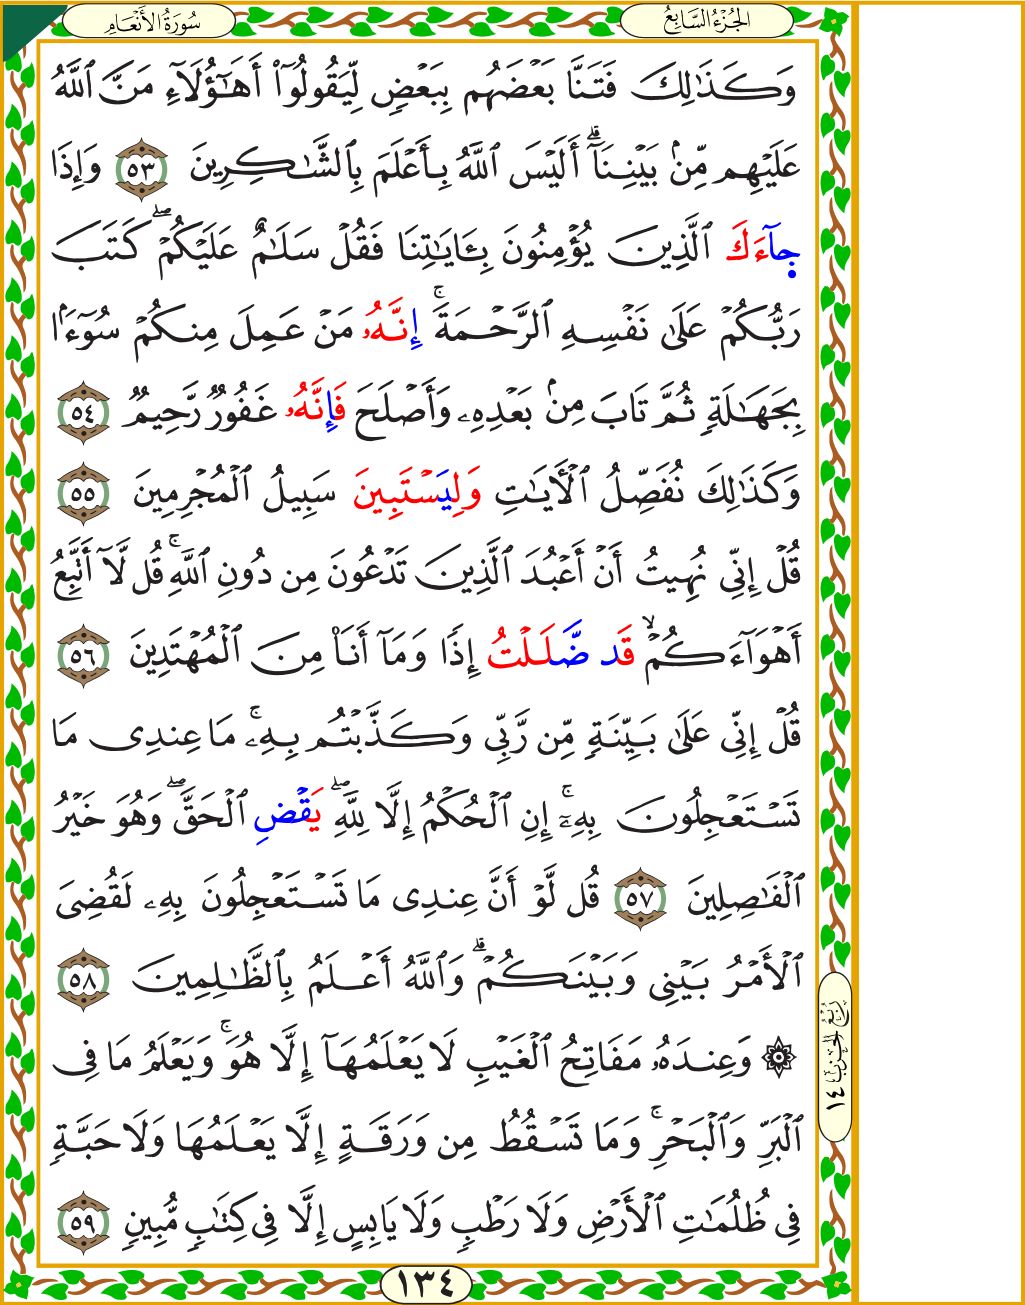 سُورَةُ الأَنْعَامِ
الجُزْءُ السَّابِعُ
وَكَذَٰلِكَ فَتَنَّا بَعْضَهُم بِبَعْضٍ لِّيَقُولُوٓا۟ أَهَـٰٓؤُلَآءِ مَنَّ ٱللَّهُ
عَلَيْهِم مِّنۢ بَيْنِنَآ ۗ أَلَيْسَ ٱللَّهُ بِأَعْلَمَ بِٱلشَّـٰكِرِينَ ٥٣ وَإِذَا
جِآءَكَ ٱلَّذِينَ يُؤْمِنُونَ بِـَٔايَـٰتِنَا فَقُلْ سَلَـٰمٌ عَلَيْكُمْ ۖ كَتَبَ
رَبُّكُمْ عَلَىٰ نَفْسِهِ ٱلرَّحْمَةَ ۚ إِنَّهُۥ مَنْ عَمِلَ مِنكُمْ سُوٓءَۢا
بِجَهَـٰلَةٍ ثُمَّ تَابَ مِنۢ بَعْدِهِۦ وَأَصْلَحَ فَإِنَّهُۥ غَفُورٌ رَّحِيمٌ ٥٤
وَكَذَٰلِكَ نُفَصِّلُ ٱلْأَيَـٰتِ وَلِيَسْتَبِينَ سَبِيلُ ٱلْمُجْرِمِينَ ٥٥
قُلْ إِنِّى نُهِيتُ أَنْ أَعْبُدَ ٱلَّذِينَ تَدْعُونَ مِن دُونِ ٱللَّهِ ۚ قُل لَّآ أَتَّبِعُ
أَهْوَآءَكُمْ ۙ قَد ضَّلَلْتُ إِذًا وَمَآ أَنَا۠ مِنَ ٱلْمُهْتَدِينَ ٥٦
قُلْ إِنِّى عَلَىٰ بَيِّنَةٍ مِّن رَّبِّى وَكَذَّبْتُم بِهِۦ ۚ مَا عِندِى مَا
تَسْتَعْجِلُونَ بِهِۦٓ ۚ إِنِ ٱلْحُكْمُ إِلَّا لِلَّهِ ۖ يَقْضِ ٱلْحَقَّ ۖ وَهُوَ خَيْرُ
ٱلْفَـٰصِلِينَ ٥٧ قُل لَّوْ أَنَّ عِندِى مَا تَسْتَعْجِلُونَ بِهِۦ لَقُضِىَ
ٱلْأَمْرُ بَيْنِى وَبَيْنَكُمْ ۗ وَٱللَّهُ أَعْلَمُ بِٱلظَّـٰلِمِينَ ٥٨
۞ وَعِندَهُۥ مَفَاتِحُ ٱلْغَيْبِ لَا يَعْلَمُهَآ إِلَّا هُوَ ۚ وَيَعْلَمُ مَا فِى
ٱلْبَرِّ وَٱلْبَحْرِ ۚ وَمَا تَسْقُطُ مِن وَرَقَةٍ إِلَّا يَعْلَمُهَا وَلَا حَبَّةٍ
فِى ظُلُمَـٰتِ ٱلْأَرْضِ وَلَا رَطْبٍ وَلَا يَابِسٍ إِلَّا فِى كِتَـٰبٍ مُّبِينٍ ٥٩
رُبُعُ الحِزْبِ ١٤
١٣٤